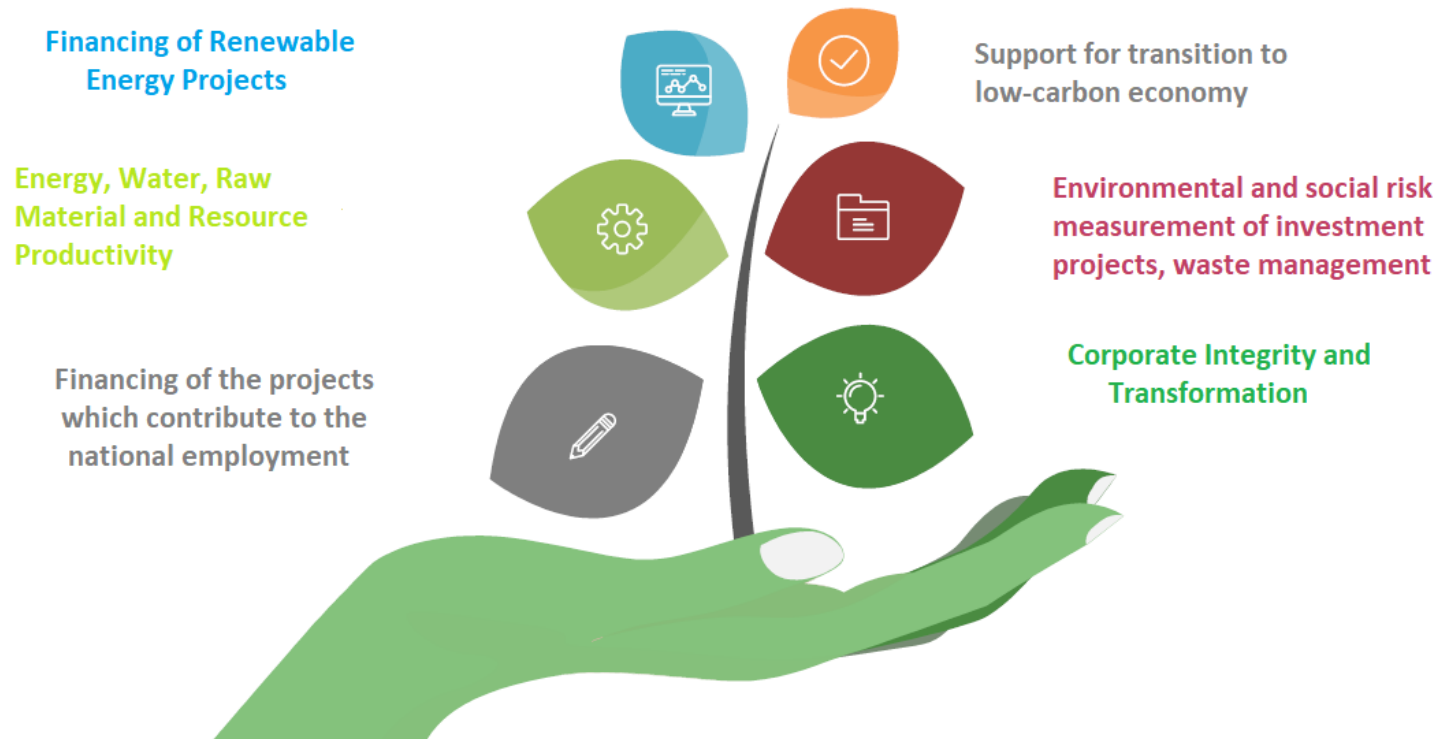 Financing of Renewable
Energy Projects
Support for transition to
low-carbon economy
Energy, Water, Raw
Material and Resource
Productivity
Environmental and social risk
measurement of investment
projects, waste management
Financing of the projects
which contribute to the
national employment
Corporate Integrity and
Transformation